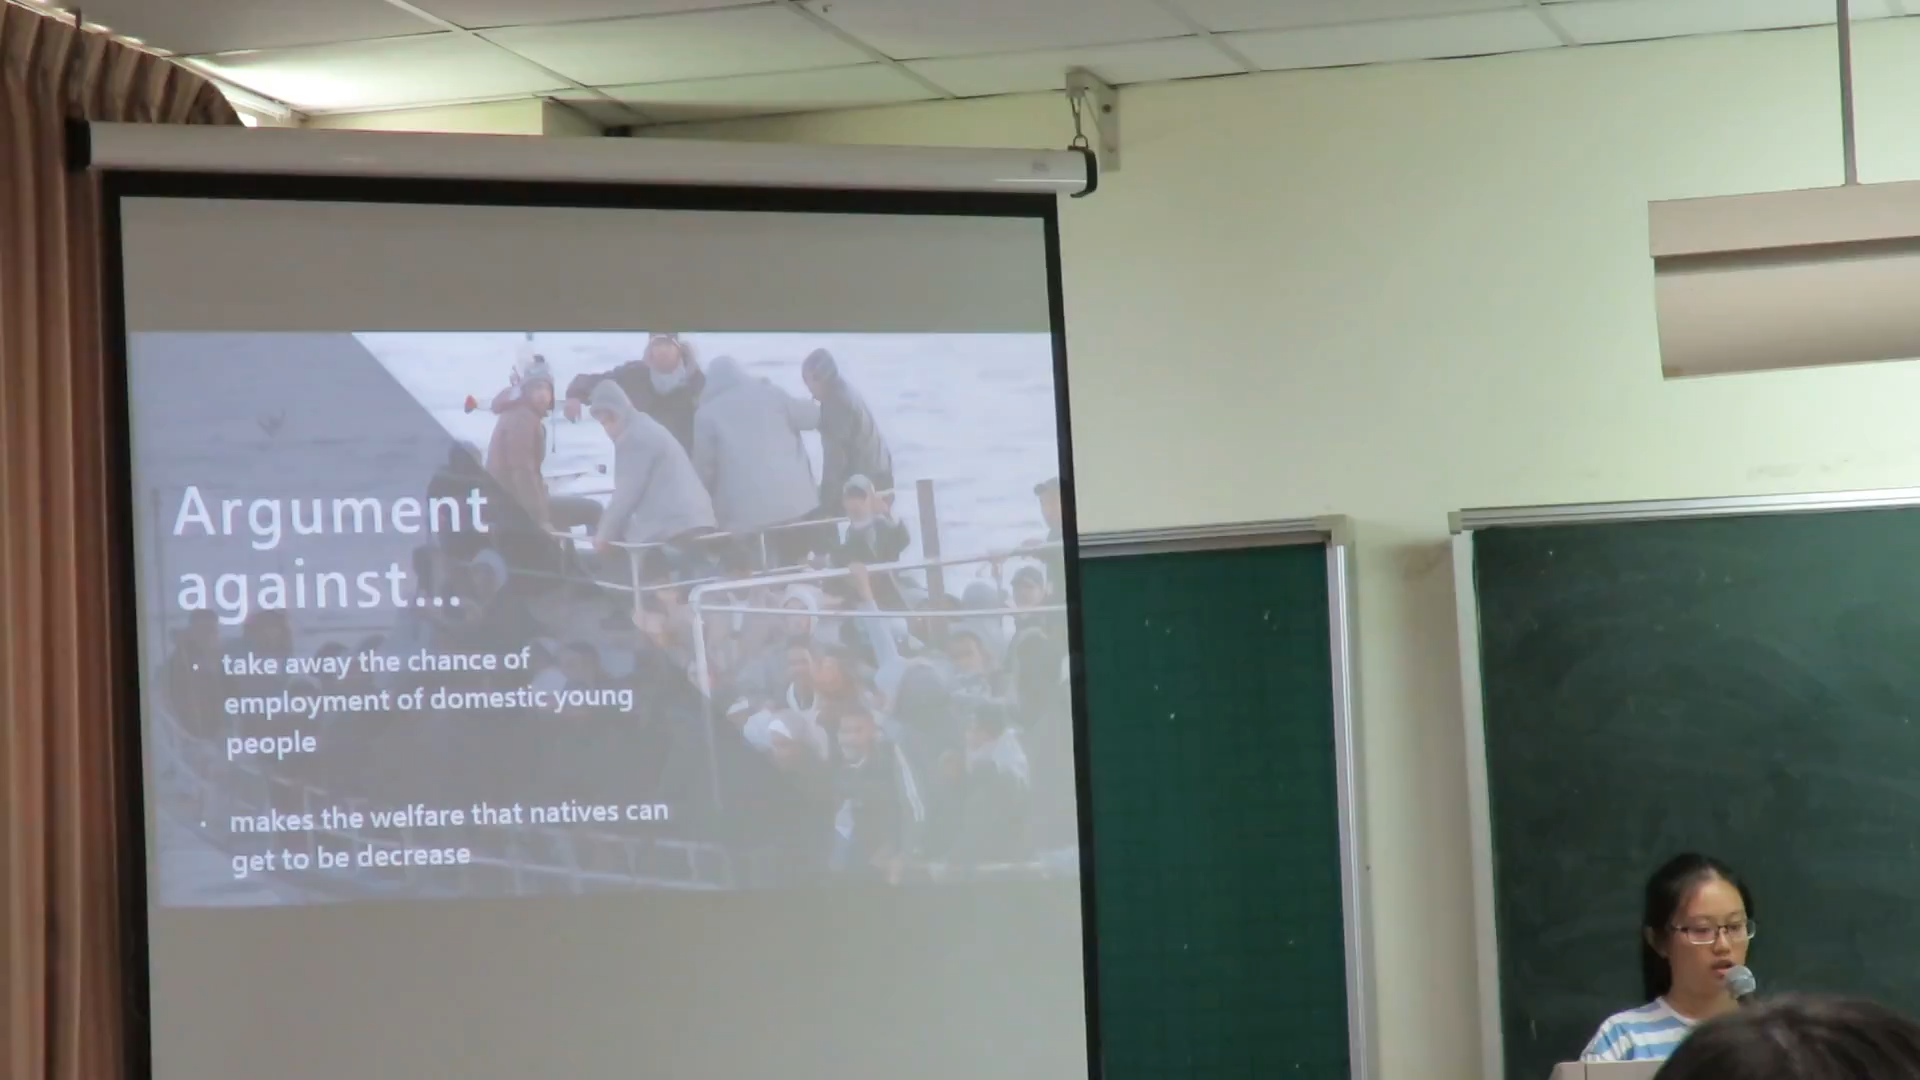 Argument
against...
• take away the chance of
employment of domestic young
people
• makes the welfare that natives can
get to be decrease